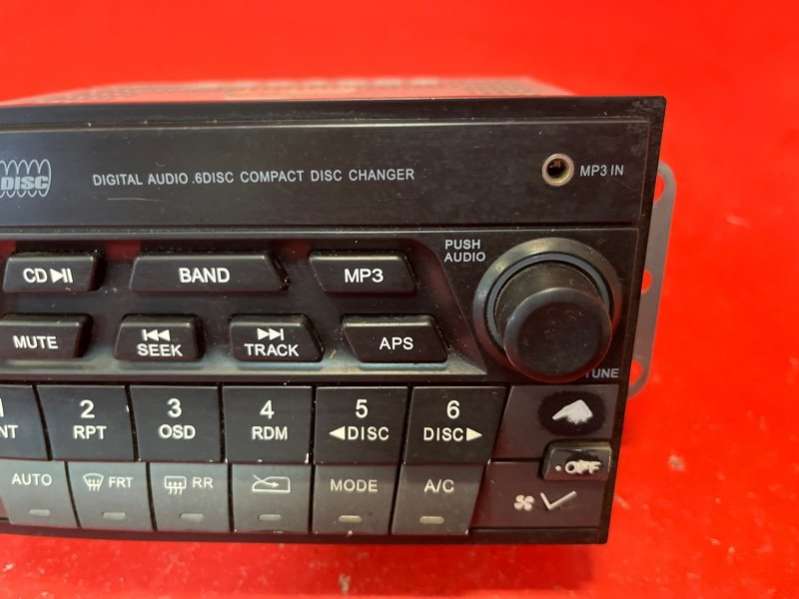 DISC
DIGITAL AUDIO .6DISC COMPACT DISC CHANGER
MP3 IN
PUSH
AUDIO
CD
BAND
MP3
MUTE
SEEK
TRACK
APS
TUNE
2
RPT
3
OSD
4
RDM
5
DISC
6
DISC
AUTO
FRT
RR
MODE
A/C
OFF